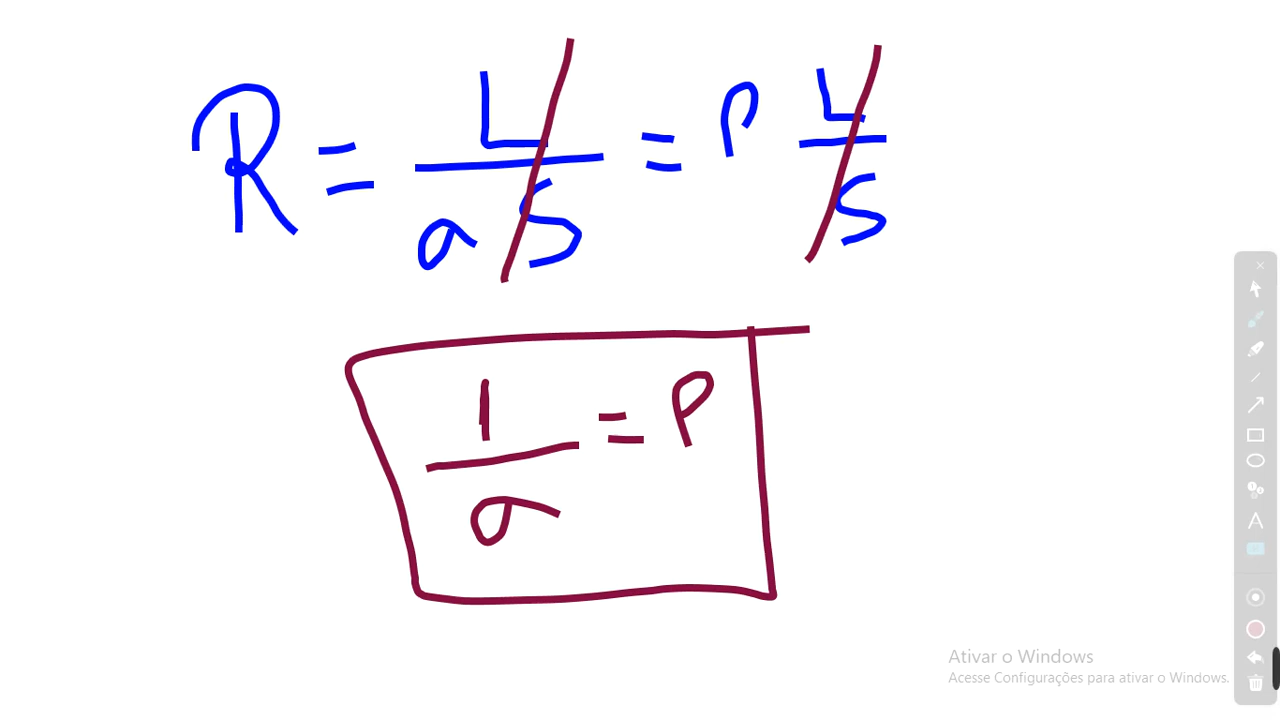 R = L/σS = ρ L/S
1/σ = ρ
Ativar o Windows
Acesse Configurações para ativar o Windows.
A